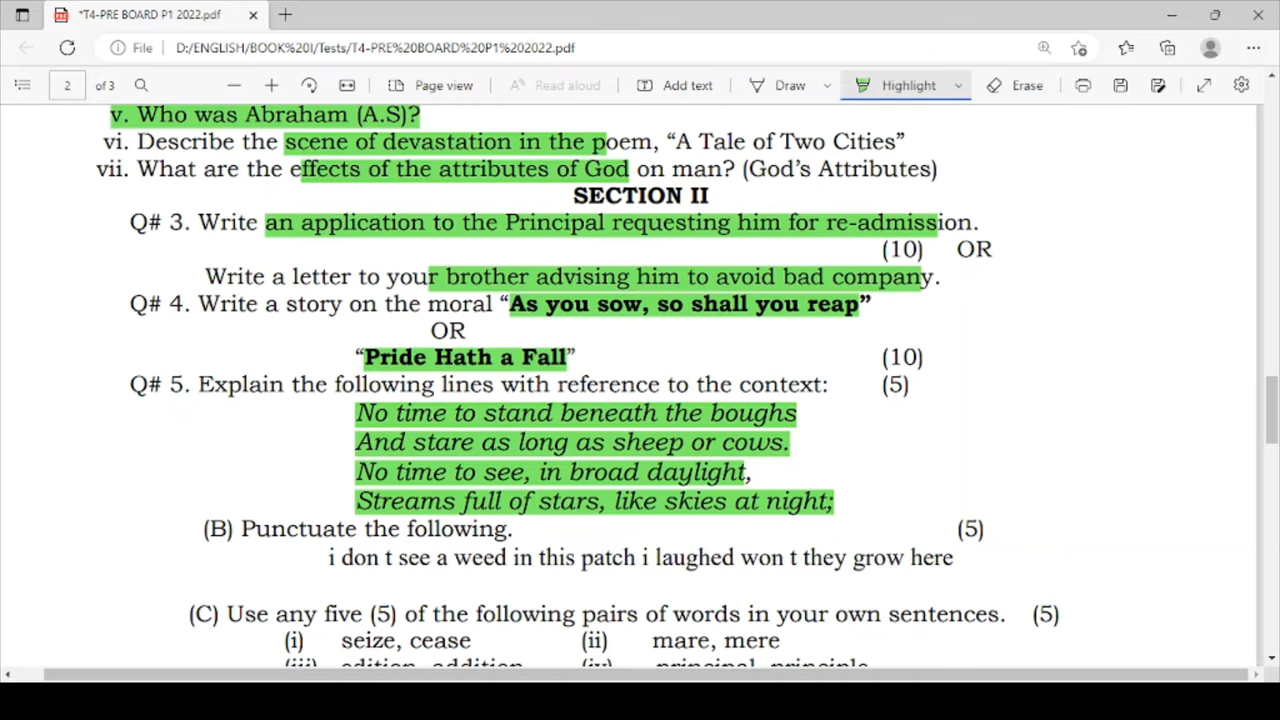 *T4-PRE BOARD P1 2022.pdf
File D:/ENGLISH/BOOK%20I/Tests/T4-PRE%20BOARD%20P1%202022.pdf
2 of 3 Page view Read aloud Add text Draw Highlight Erase
v. Who was Abraham (A.S)?
vi. Describe the scene of devastation in the poem, “A Tale of Two Cities”
vii. What are the effects of the attributes of God on man? (God’s Attributes)
SECTION II
Q# 3. Write an application to the Principal requesting him for re-admission.
(10) OR
Write a letter to your brother advising him to avoid bad company.
Q# 4. Write a story on the moral “As you sow, so shall you reap”
OR
“Pride Hath a Fall” (10)
Q# 5. Explain the following lines with reference to the context: (5)
No time to stand beneath the boughs
And stare as long as sheep or cows.
No time to see, in broad daylight,
Streams full of stars, like skies at night;
(B) Punctuate the following. (5)
i don t see a weed in this patch i laughed won t they grow here
(C) Use any five (5) of the following pairs of words in your own sentences. (5)
(i) seize, cease (ii) mare, mere
(iii) edition, addition (iv) principal, principle